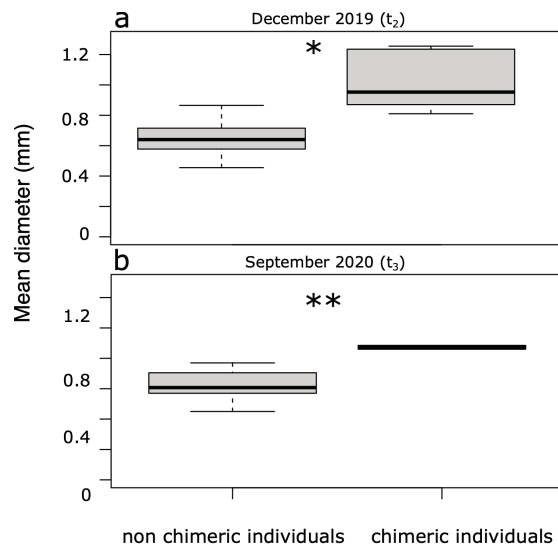 a
December 2019 (t2)
*
1.2
0.8
0.4
0
Mean diameter (mm)
b
September 2020 (t3)
**
1.2
0.8
0.4
0
non chimeric individuals
chimeric individuals